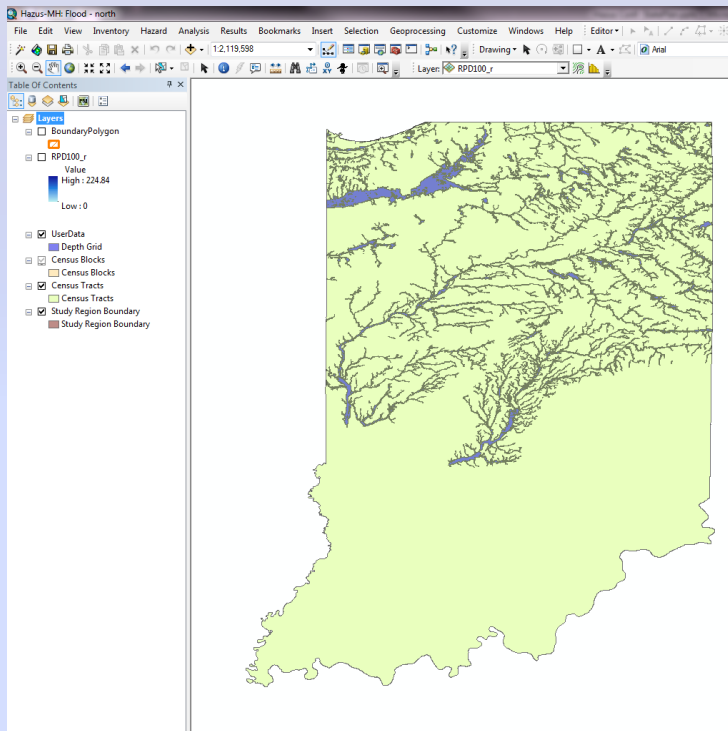 Hazus-MH: Flood - north
File Edit View Inventory Hazard Analysis Results Bookmarks Insert Selection Geoprocessing Customize Windows Help Editor
1:2,119,598 Drawing A Arial
Layer: RPD100_r
Table Of Contents
Layers
BoundaryPolygon
RPD100_r
Value
High : 224.84
Low : 0
UserData
Depth Grid
Census Blocks
Census Blocks
Census Tracts
Census Tracts
Study Region Boundary
Study Region Boundary